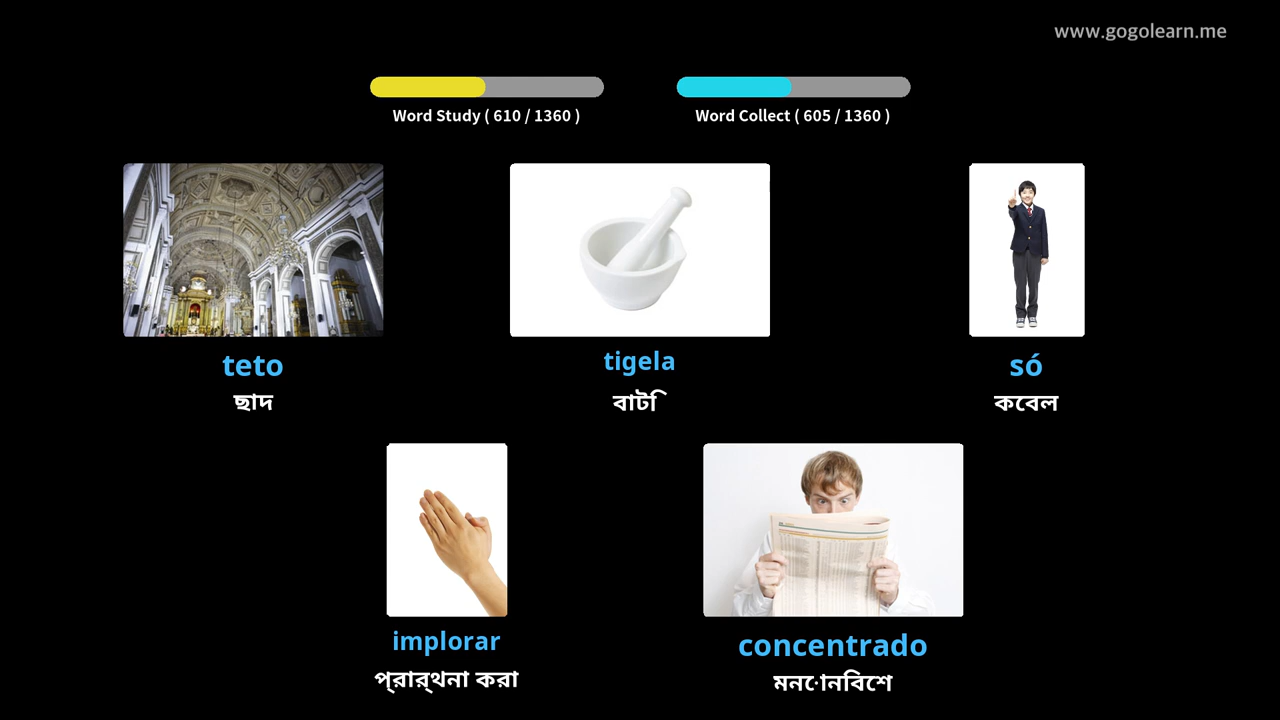 www.gogolearn.me
Word Study ( 610 / 1360 )
Word Collect ( 605 / 1360 )
teto
ছাদ
tigela
বাটি
só
কেবল
implorar
প্রার্থনা করা
concentrado
মনোনিবেশ